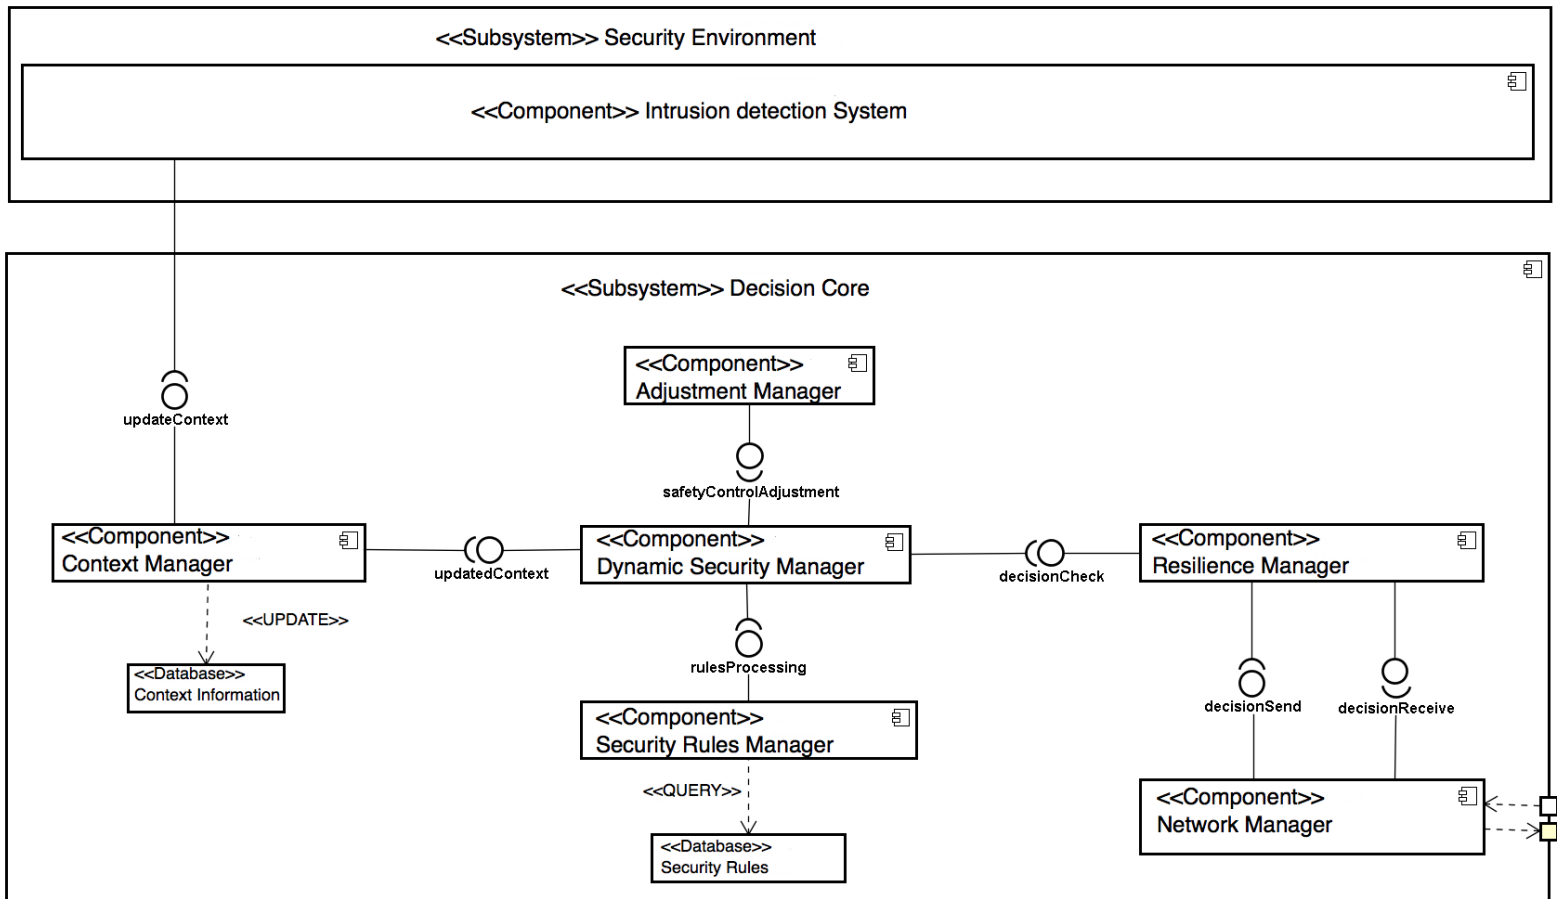 <<Subsystem>> Security Environment
<<Component>> Intrusion detection System
<<Subsystem>> Decision Core
<<Component>>
Adjustment Manager
updateContext
safetyControlAdjustment
<<Component>>
Context Manager
updatedContext
<<Component>>
Dynamic Security Manager
decisionCheck
<<Component>>
Resilience Manager
<<UPDATE>>
<<Database>>
Context Information
rulesProcessing
decisionSend
decisionReceive
<<Component>>
Security Rules Manager
<<QUERY>>
<<Component>>
Network Manager
<<Database>>
Security Rules